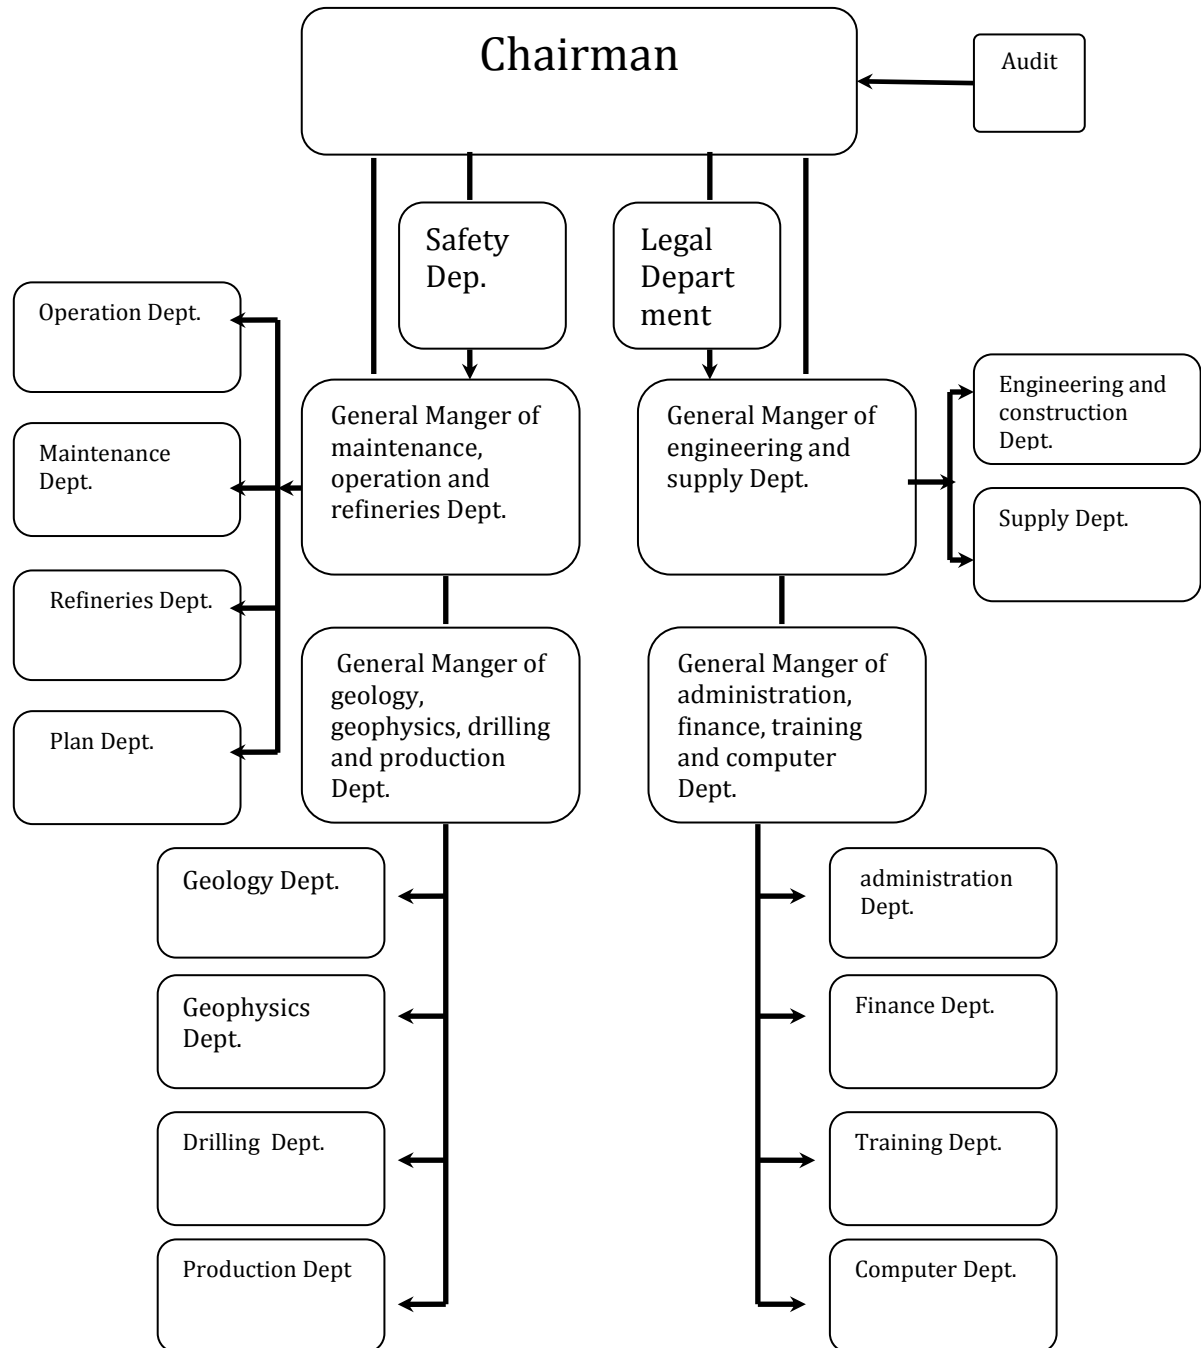 Chairman
Audit
Safety
Dep.
Legal
Depart
ment
Operation Dept.
Maintenance
Dept.
Refineries Dept.
Plan Dept.
General Manger of
maintenance,
operation and
refineries Dept.
General Manger of
engineering and
supply Dept.
Engineering and
construction
Dept.
Supply Dept.
General Manger of
geology,
geophysics, drilling
and production
Dept.
General Manger of
administration,
finance, training
and computer
Dept.
Geology Dept.
Geophysics
Dept.
Drilling  Dept.
Production Dept
administration
Dept.
Finance Dept.
Training Dept.
Computer Dept.